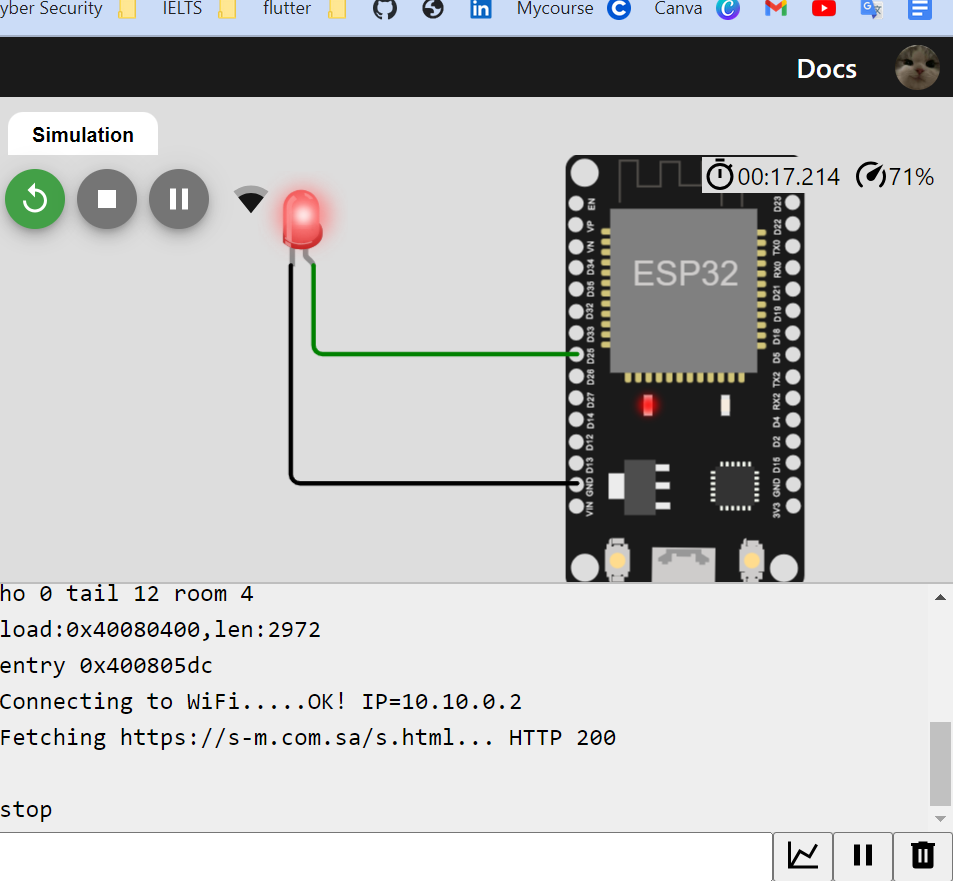 yber Security IELTS flutter Mycourse Canva
Docs
Simulation
00:17.214 71%
ESP32
EN
VP
VN
D34
D35
D32
D33
D25
D26
D27
D14
D12
D13
GND
VIN
D23
D22
TX0
RX0
D21
D19
D18
D5
TX2
RX2
D4
D2
D15
GND
3V3
ho 0 tail 12 room 4
load:0x40080400,len:2972
entry 0x400805dc
Connecting to WiFi.....OK! IP=10.10.0.2
Fetching https://s-m.com.sa/s.html... HTTP 200
stop